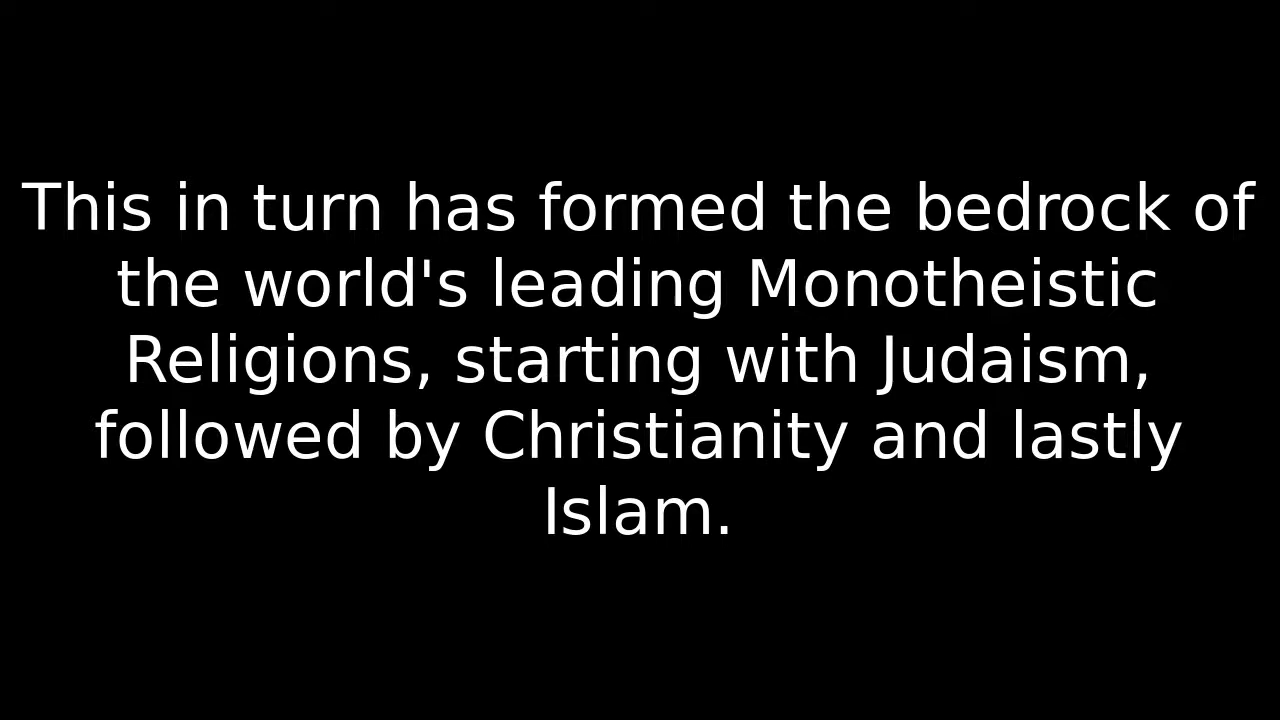 This in turn has formed the bedrock of
the world's leading Monotheistic
Religions, starting with Judaism,
followed by Christianity and lastly
Islam.